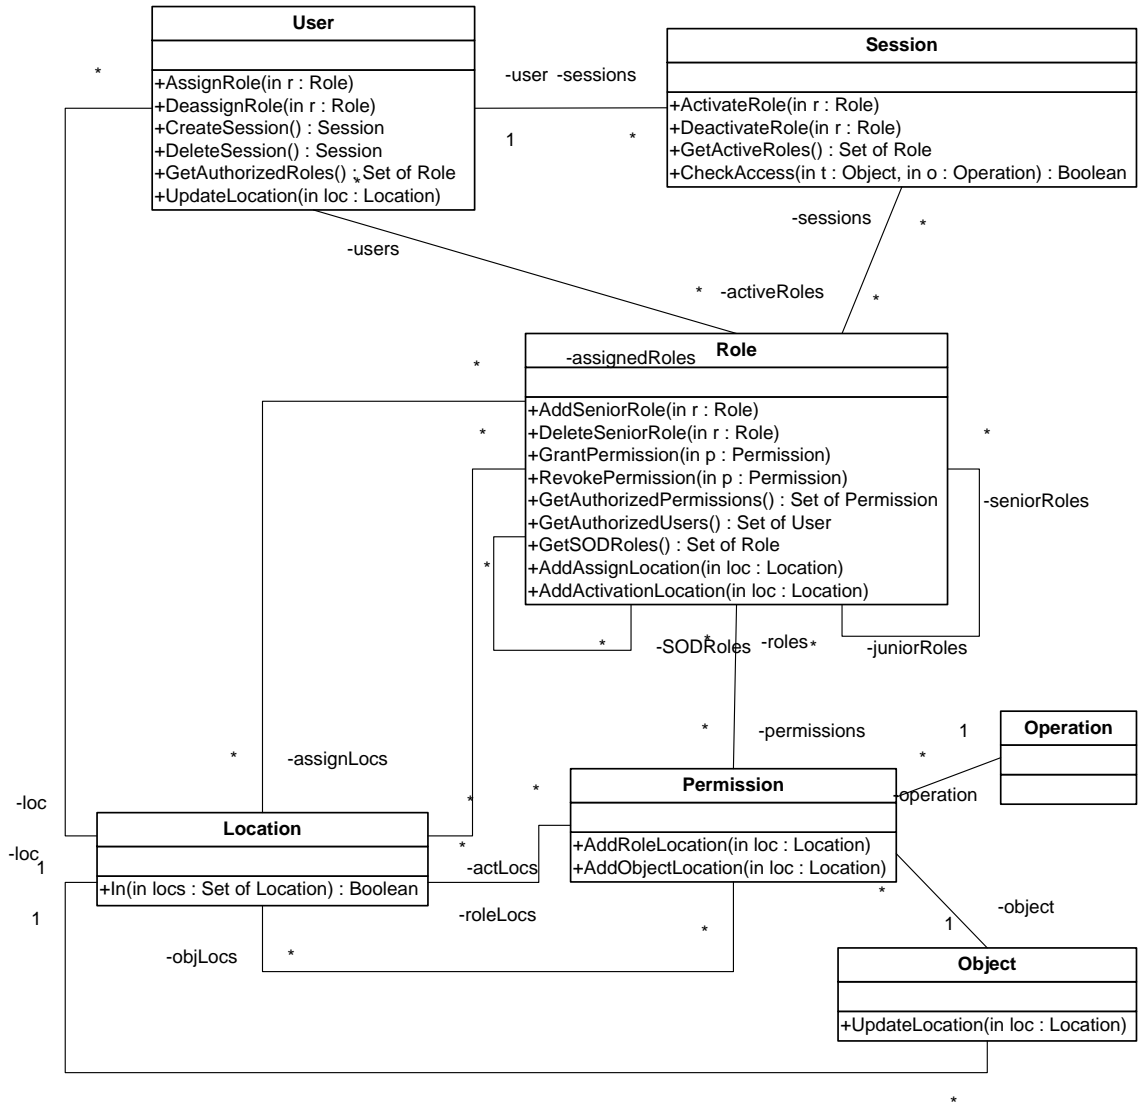 User
Session
*
+AssignRole(in r : Role)
+DeassignRole(in r : Role)
+CreateSession() : Session
+DeleteSession() : Session
+GetAuthorizedRoles() : Set of Role
*
+UpdateLocation(in loc : Location)
-user
-sessions
1
*
+ActivateRole(in r : Role)
+DeactivateRole(in r : Role)
+GetActiveRoles() : Set of Role
+CheckAccess(in t : Object, in o : Operation) : Boolean
-sessions
*
-users
*
-activeRoles
*
Role
*
-assignedRoles
+AddSeniorRole(in r : Role)
+DeleteSeniorRole(in r : Role)
+GrantPermission(in p : Permission)
+RevokePermission(in p : Permission)
+GetAuthorizedPermissions() : Set of Permission
+GetAuthorizedUsers() : Set of User
+GetSODRoles() : Set of Role
+AddAssignLocation(in loc : Location)
+AddActivationLocation(in loc : Location)
*
*
-seniorRoles
*
*
-SODRoles
*
-roles
*
-juniorRoles
*
-permissions
*
1
Operation
*
-assignLocs
Permission
*
-operation
-loc
*
*
Location
+AddRoleLocation(in loc : Location)
+AddObjectLocation(in loc : Location)
-loc
1
*
-actLocs
+In(in locs : Set of Location) : Boolean
*
-object
1
-roleLocs
1
*
-objLocs
*
Object
+UpdateLocation(in loc : Location)
*